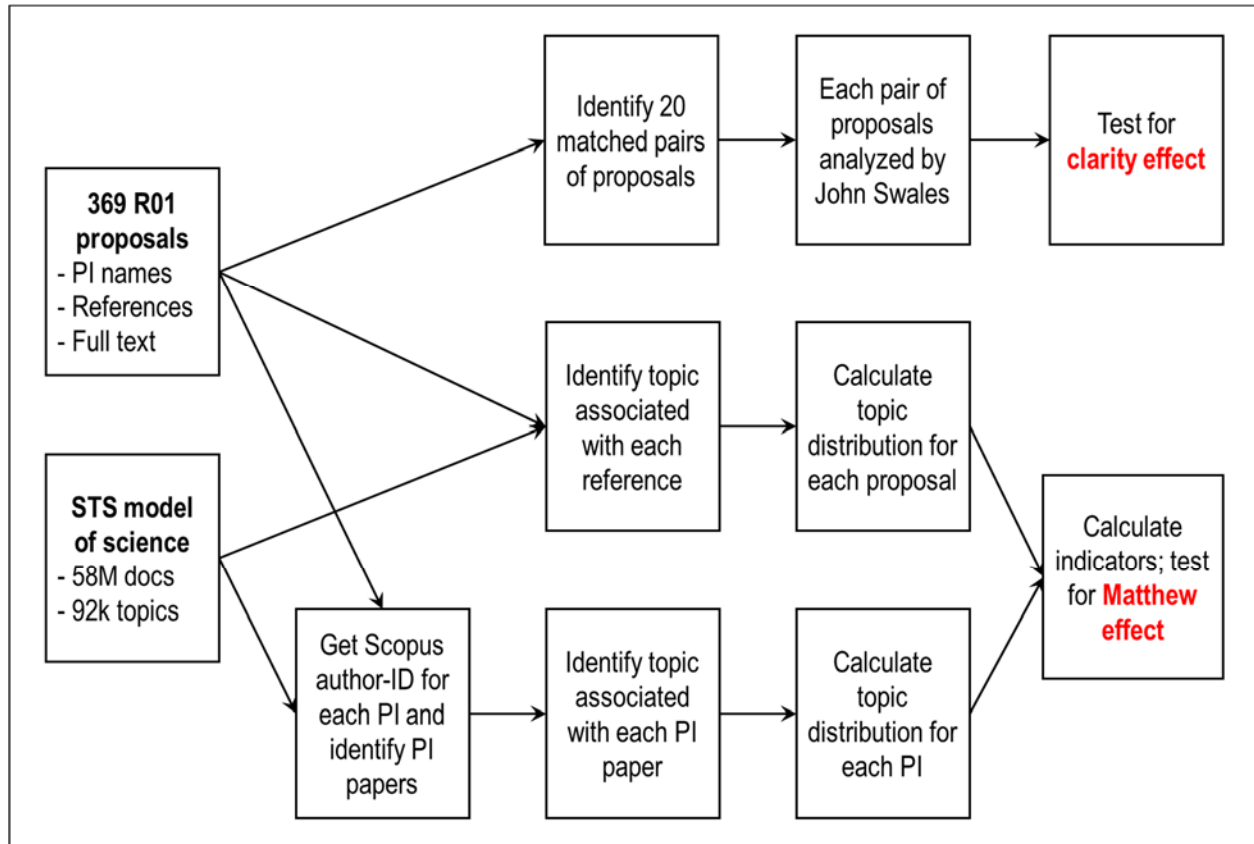 369 R01
proposals
- PI names
- References
- Full text
STS model
of science
- 58M docs
- 92k topics
Identify 20
matched pairs
of proposals
Each pair of
proposals
analyzed by
John Swales
Test for
clarity effect
Identify topic
associated
with each
reference
Calculate
topic
distribution for
each proposal
Get Scopus
author-ID for
each PI and
identify PI
papers
Identify topic
associated
with each PI
paper
Calculate
topic
distribution for
each PI
Calculate
indicators; test
for Matthew
effect